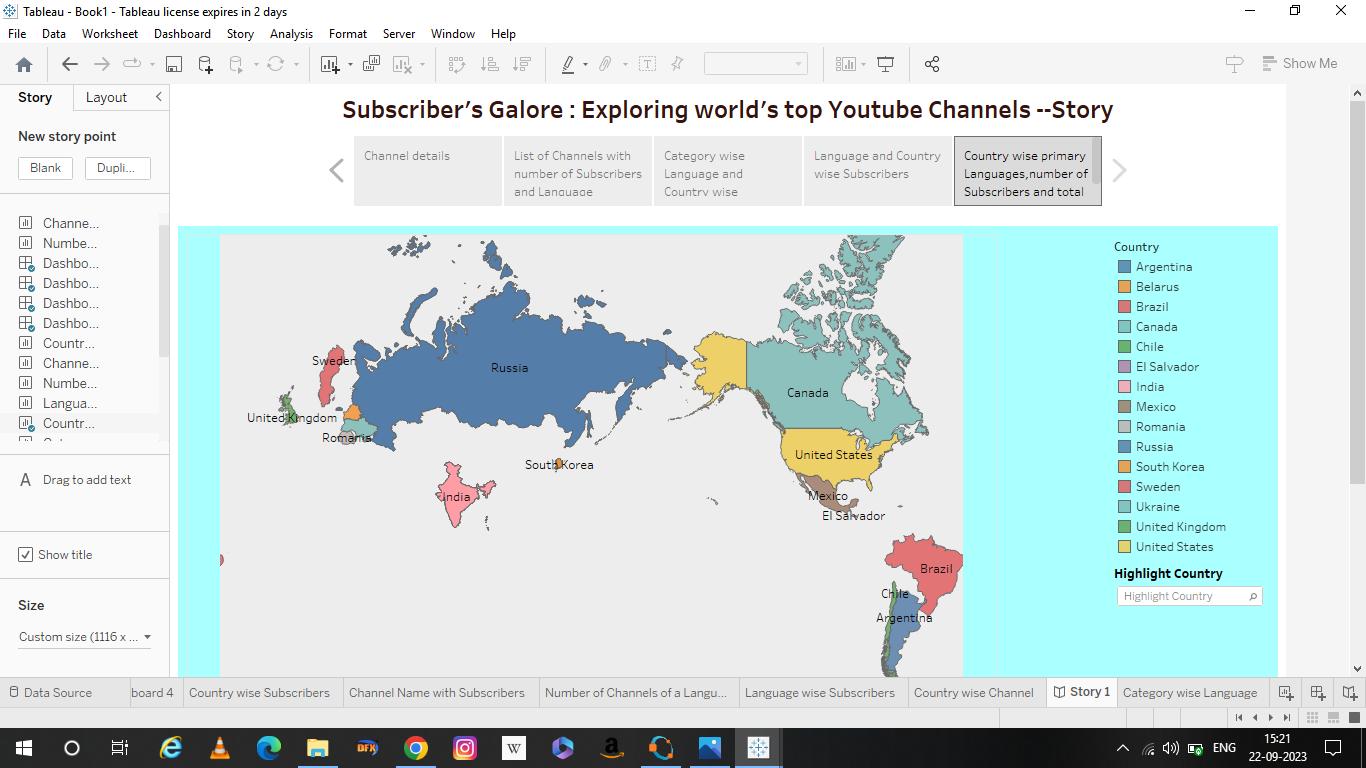 Tableau - Book1 - Tableau license expires in 2 days
File Data Worksheet Dashboard Story Analysis Format Server Window Help
Show Me
Story Layout
New story point
Blank Dupli...
Channe...
Numbe...
Dashbo...
Dashbo...
Dashbo...
Dashbo...
Countr...
Channe...
Numbe...
Langua...
Countr...
A Drag to add text
Show title
Size
Custom size (1116 x ...
Subscriber’s Galore : Exploring world’s top Youtube Channels --Story
Channel details
List of Channels with
number of Subscribers
and Language
Category wise
Language and
Country wise
Language and Country
wise Subscribers
Country wise primary
Languages,number of
Subscribers and total
Sweden
Russia
United Kingdom
Romania
South Korea
India
Canada
United States
Mexico
El Salvador
Brazil
Chile
Argentina
Country
Argentina
Belarus
Brazil
Canada
Chile
El Salvador
India
Mexico
Romania
Russia
South Korea
Sweden
Ukraine
United Kingdom
United States
Highlight Country
Highlight Country
Data Source board 4 Country wise Subscribers Channel Name with Subscribers Number of Channels of a Langu... Language wise Subscribers Country wise Channel Story 1 Category wise Language
DFX W a ENG 15:21
22-09-2023